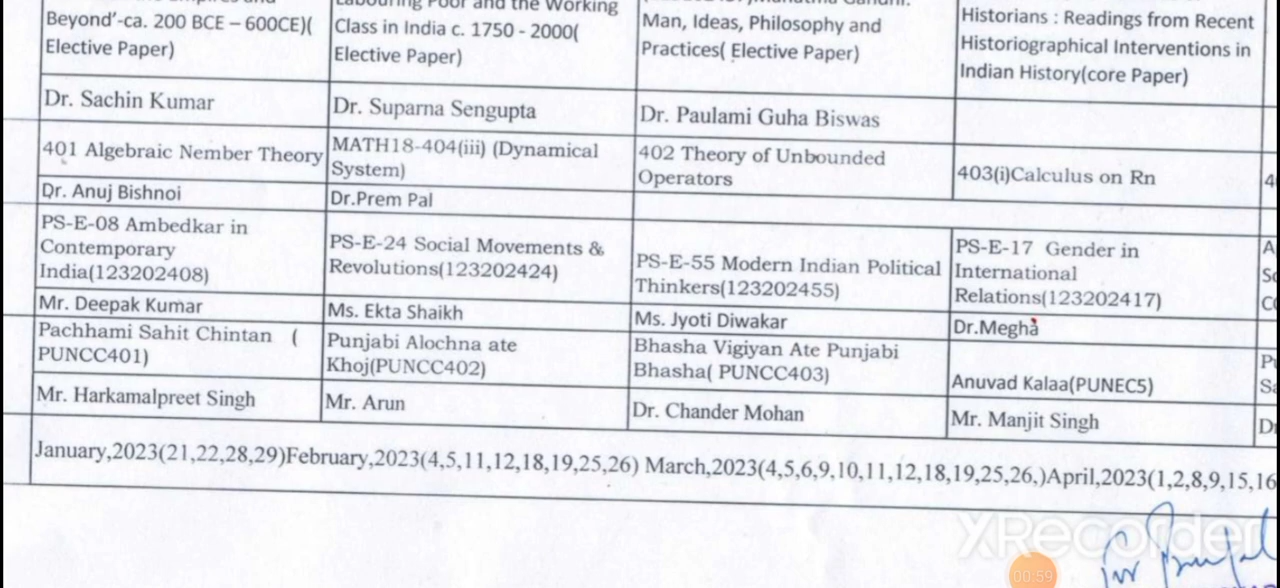 Beyond'-ca. 200 BCE – 600CE)(
Elective Paper)
Labouring Poor and the Working
Class in India c. 1750 - 2000(
Elective Paper)
Man, Ideas, Philosophy and
Practices( Elective Paper)
Historians : Readings from Recent
Historiographical Interventions in
Indian History(core Paper)
Dr. Sachin Kumar
Dr. Suparna Sengupta
Dr. Paulami Guha Biswas
401 Algebraic Nember Theory
MATH18-404(iii) (Dynamical
System)
402 Theory of Unbounded
Operators
403(i)Calculus on Rn
Dr. Anuj Bishnoi
Dr.Prem Pal
PS-E-08 Ambedkar in
Contemporary
India(123202408)
PS-E-24 Social Movements &
Revolutions(123202424)
PS-E-55 Modern Indian Political
Thinkers(123202455)
PS-E-17 Gender in
International
Relations(123202417)
Mr. Deepak Kumar
Ms. Ekta Shaikh
Ms. Jyoti Diwakar
Dr.Megha
Pachhami Sahit Chintan (
PUNCC401)
Punjabi Alochna ate
Khoj(PUNCC402)
Bhasha Vigiyan Ate Punjabi
Bhasha( PUNCC403)
Anuvad Kalaa(PUNEC5)
Mr. Harkamalpreet Singh
Mr. Arun
Dr. Chander Mohan
Mr. Manjit Singh
January,2023(21,22,28,29)February,2023(4,5,11,12,18,19,25,26) March,2023(4,5,6,9,10,11,12,18,19,25,26,)April,2023(1,2,8,9,15,16
XRecorder
00:59